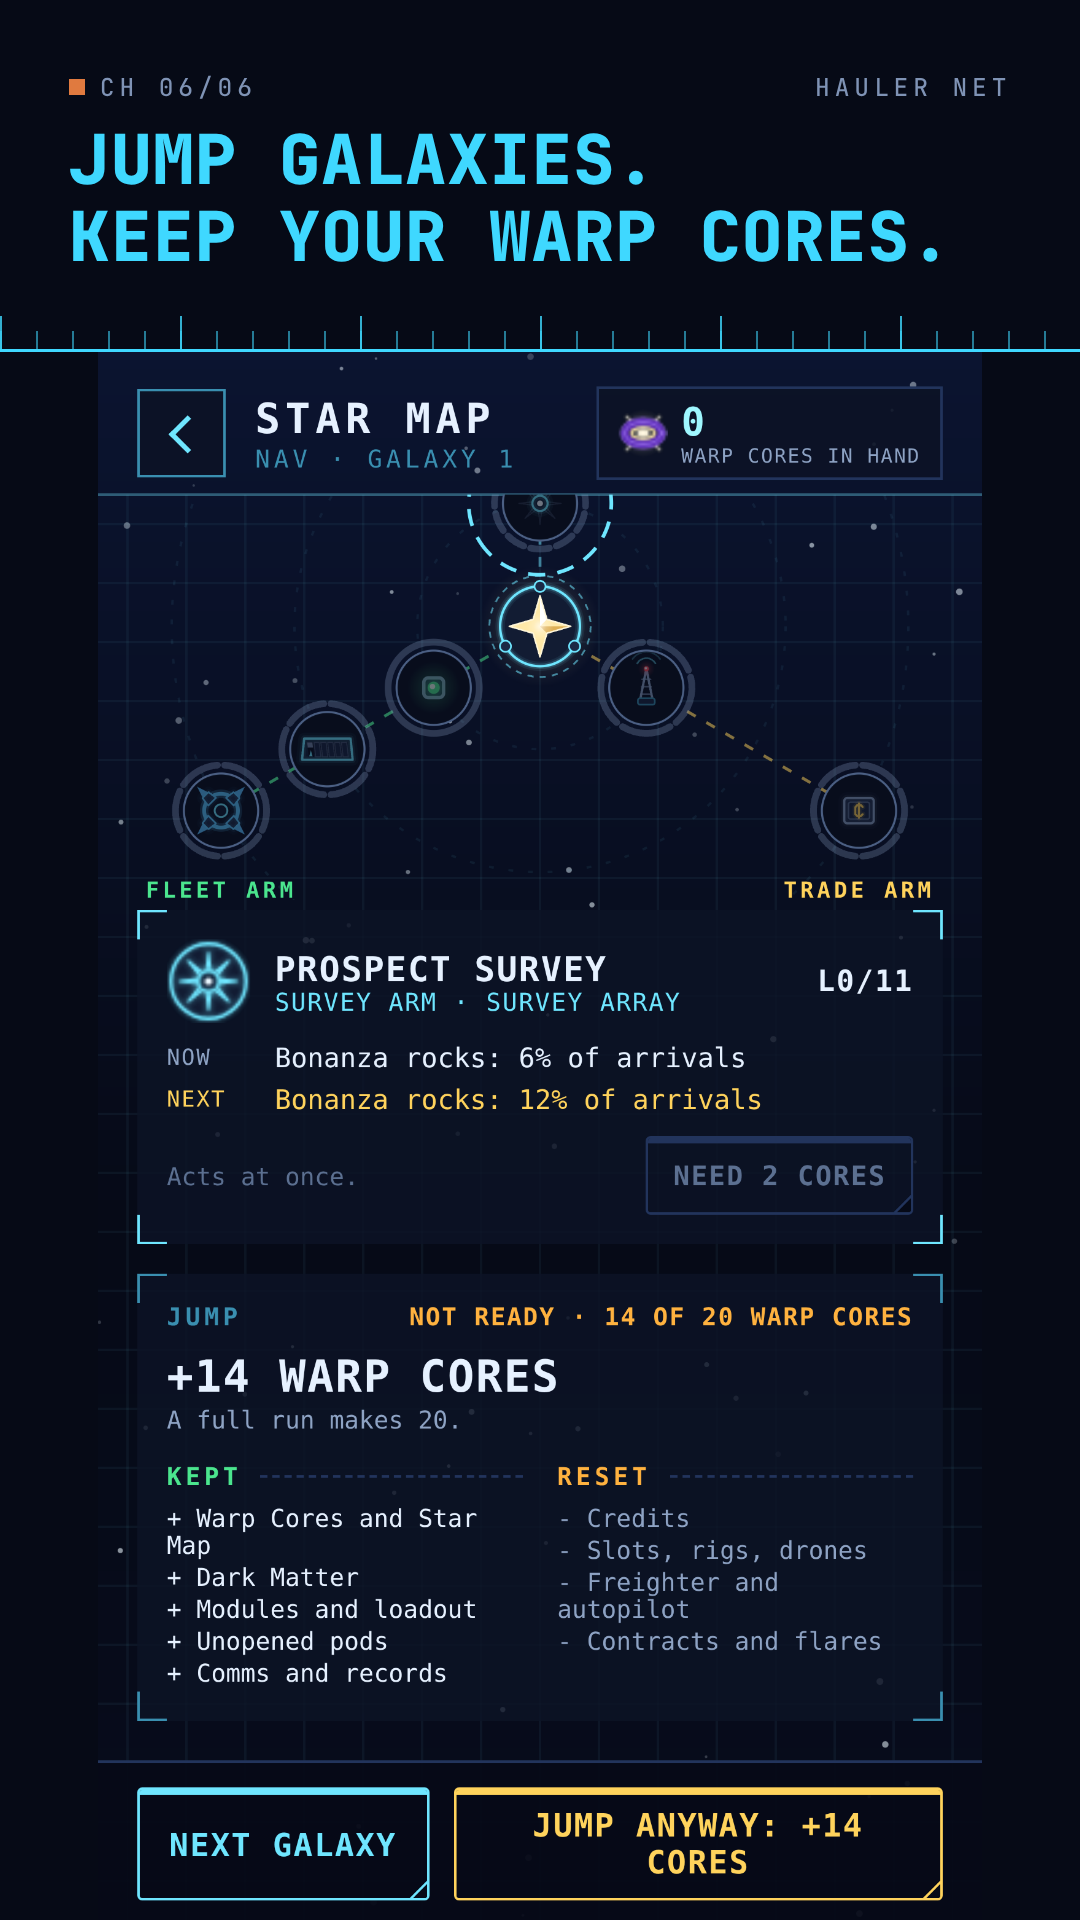 CH 06/06
HAULER NET
JUMP GALAXIES.
KEEP YOUR WARP CORES.
STAR MAP
NAV · GALAXY 1
0
WARP CORES IN HAND
₵
FLEET ARM
TRADE ARM
PROSPECT SURVEY
SURVEY ARM · SURVEY ARRAY
L0/11
NOW
Bonanza rocks: 6% of arrivals
NEXT
Bonanza rocks: 12% of arrivals
Acts at once.
NEED 2 CORES
JUMP
NOT READY · 14 OF 20 WARP CORES
+14 WARP CORES
A full run makes 20.
KEPT
+ Warp Cores and Star
Map
+ Dark Matter
+ Modules and loadout
+ Unopened pods
+ Comms and records
RESET
- Credits
- Slots, rigs, drones
- Freighter and
autopilot
- Contracts and flares
NEXT GALAXY
JUMP ANYWAY: +14
CORES